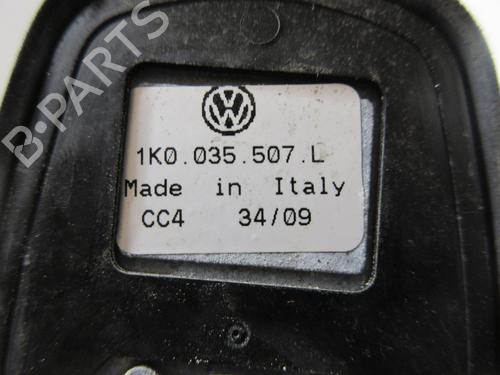 B-PARTS
1K0.035.507.L
Made in Italy
CC4 34/09